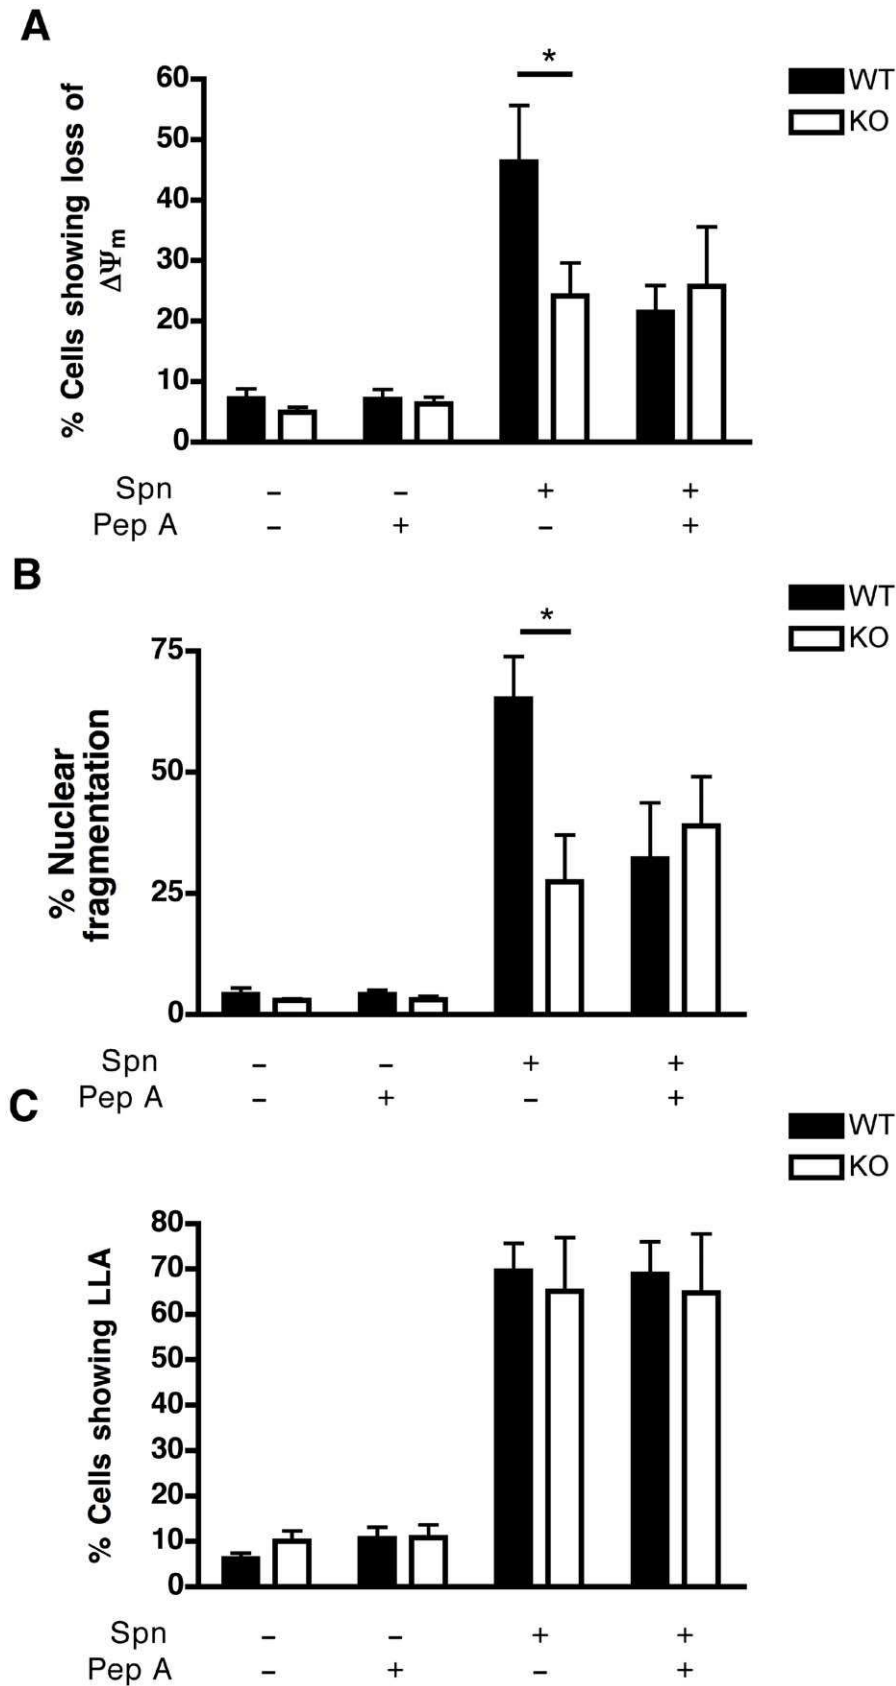 A
*
WT
KO
% Cells showing loss of
ΔΨm
60
50
40
30
20
10
0
Spn – – + +
Pep A – + – +
B
*
WT
KO
% Nuclear
fragmentation
75
50
25
0
Spn – – + +
Pep A – + – +
C
WT
KO
% Cells showing LLA
80
70
60
50
40
30
20
10
0
Spn – – + +
Pep A – + – +